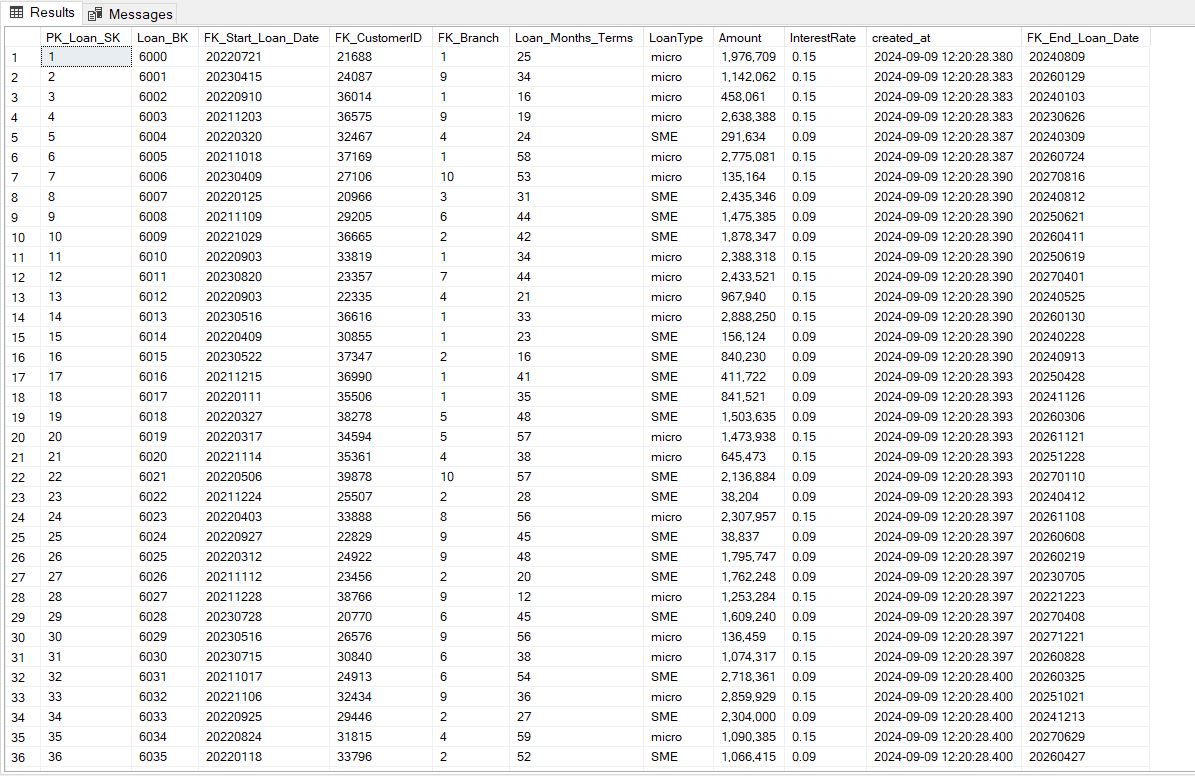 Results Messages
PK_Loan_SK Loan_BK FK_Start_Loan_Date FK_CustomerID FK_Branch Loan_Months_Terms LoanType Amount InterestRate created_at FK_End_Loan_Date
1 1 6000 20220721 21688 1 25 micro 1,976,709 0.15 2024-09-09 12:20:28.380 20240809
2 2 6001 20230415 24087 9 34 micro 1,142,062 0.15 2024-09-09 12:20:28.383 20260129
3 3 6002 20220910 36014 1 16 micro 458,061 0.15 2024-09-09 12:20:28.383 20240103
4 4 6003 20211203 36575 9 19 micro 2,638,388 0.15 2024-09-09 12:20:28.383 20230626
5 5 6004 20220320 32467 4 24 SME 291,634 0.09 2024-09-09 12:20:28.387 20240309
6 6 6005 20211018 37169 1 58 micro 2,775,081 0.15 2024-09-09 12:20:28.387 20260724
7 7 6006 20230409 27106 10 53 micro 135,164 0.15 2024-09-09 12:20:28.390 20270816
8 8 6007 20220125 20966 3 31 SME 2,435,346 0.09 2024-09-09 12:20:28.390 20240812
9 9 6008 20211109 29205 6 44 SME 1,475,385 0.09 2024-09-09 12:20:28.390 20250621
10 10 6009 20221029 36665 2 42 SME 1,878,347 0.09 2024-09-09 12:20:28.390 20260411
11 11 6010 20220903 33819 1 34 micro 2,388,318 0.15 2024-09-09 12:20:28.390 20250619
12 12 6011 20230820 23357 7 44 micro 2,433,521 0.15 2024-09-09 12:20:28.390 20270401
13 13 6012 20220903 22335 4 21 micro 967,940 0.15 2024-09-09 12:20:28.390 20240525
14 14 6013 20230516 36616 1 33 micro 2,888,250 0.15 2024-09-09 12:20:28.390 20260130
15 15 6014 20220409 30855 1 23 SME 156,124 0.09 2024-09-09 12:20:28.390 20240228
16 16 6015 20230522 37347 2 16 SME 840,230 0.09 2024-09-09 12:20:28.390 20240913
17 17 6016 20211215 36990 1 41 SME 411,722 0.09 2024-09-09 12:20:28.393 20250428
18 18 6017 20220111 35506 1 35 SME 841,521 0.09 2024-09-09 12:20:28.393 20241126
19 19 6018 20220327 38278 5 48 SME 1,503,635 0.09 2024-09-09 12:20:28.393 20260306
20 20 6019 20220317 34594 5 57 micro 1,473,938 0.15 2024-09-09 12:20:28.393 20261121
21 21 6020 20221114 35361 4 38 micro 645,473 0.15 2024-09-09 12:20:28.393 20251228
22 22 6021 20220506 39878 10 57 SME 2,136,884 0.09 2024-09-09 12:20:28.393 20270110
23 23 6022 20211224 25507 2 28 SME 38,204 0.09 2024-09-09 12:20:28.393 20240412
24 24 6023 20220403 33888 8 56 micro 2,307,957 0.15 2024-09-09 12:20:28.397 20261108
25 25 6024 20220927 22829 9 45 SME 38,837 0.09 2024-09-09 12:20:28.397 20260608
26 26 6025 20220312 24922 9 48 SME 1,795,747 0.09 2024-09-09 12:20:28.397 20260219
27 27 6026 20211112 23456 2 20 SME 1,762,248 0.09 2024-09-09 12:20:28.397 20230705
28 28 6027 20211228 38766 9 12 micro 1,253,284 0.15 2024-09-09 12:20:28.397 20221223
29 29 6028 20230728 20770 6 45 SME 1,609,240 0.09 2024-09-09 12:20:28.397 20270408
30 30 6029 20230516 26576 9 56 micro 136,459 0.15 2024-09-09 12:20:28.397 20271221
31 31 6030 20230715 30840 6 38 micro 1,074,317 0.15 2024-09-09 12:20:28.397 20260828
32 32 6031 20211017 24913 6 54 SME 2,718,361 0.09 2024-09-09 12:20:28.400 20260325
33 33 6032 20221106 32434 9 36 micro 2,859,929 0.15 2024-09-09 12:20:28.400 20251021
34 34 6033 20220925 29446 2 27 SME 2,304,000 0.09 2024-09-09 12:20:28.400 20241213
35 35 6034 20220824 31815 4 59 micro 1,090,385 0.15 2024-09-09 12:20:28.400 20270629
36 36 6035 20220118 33796 2 52 SME 1,066,415 0.09 2024-09-09 12:20:28.400 20260427